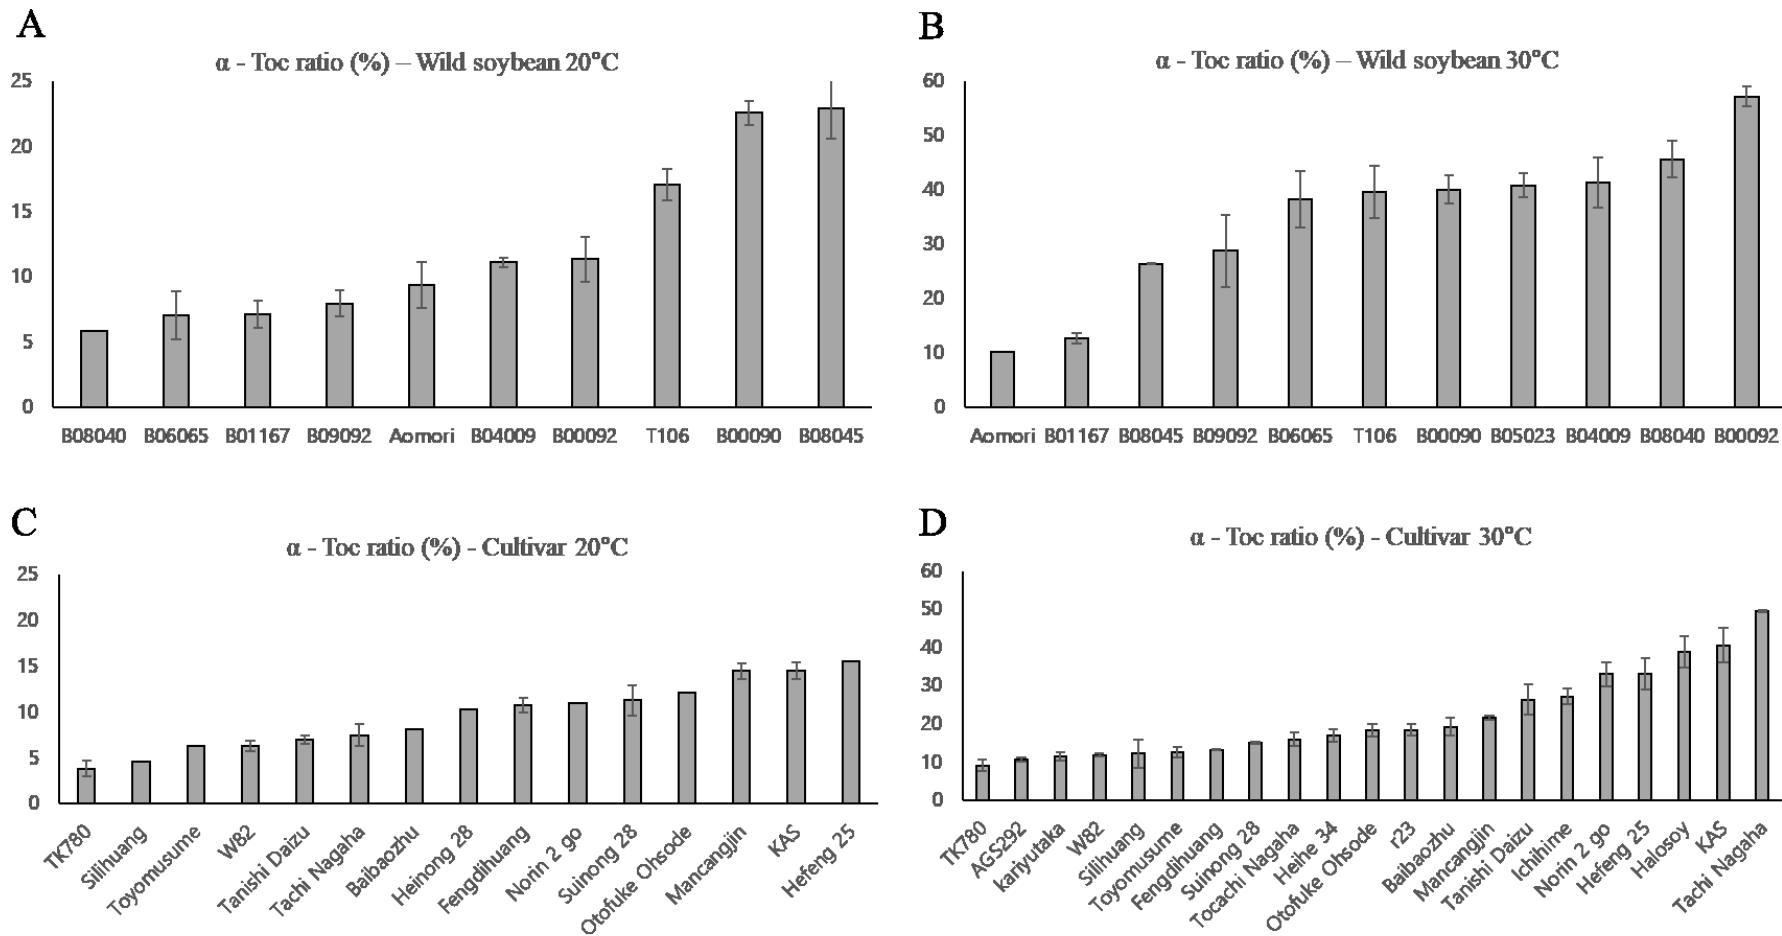 A
α - Toc ratio (%) – Wild soybean 20°C
25
20
15
10
5
0
B08040 B06065 B01167 B09092 Aomori B04009 B00092 T106 B00090 B08045
B
α - Toc ratio (%) – Wild soybean 30°C
60
50
40
30
20
10
0
Aomori B01167 B08045 B09092 B06065 T106 B00090 B05023 B04009 B08040 B00092
C
α - Toc ratio (%) - Cultivar 20°C
25
20
15
10
5
0
TK780
Silihuang
Toyomusume
W82
Tanishi Daizu
Tachi Nagaha
Baibaozhu
Heinong 28
Fengdihuang
Norin 2 go
Suinong 28
Otofuke Ohsode
Mancangjin
KAS
Hefeng 25
D
α - Toc ratio (%) - Cultivar 30°C
60
50
40
30
20
10
0
TK780
AGS292
kariyutaka
W82
Silihuang
Toyomusume
Fengdihuang
Suinong 28
Tocachi Nagaha
Heihe 34
Otofuke Ohsode
r23
Baibaozhu
Mancangjin
Tanishi Daizu
Ichihime
Norin 2 go
Hefeng 25
Halosoy
KAS
Tachi Nagaha